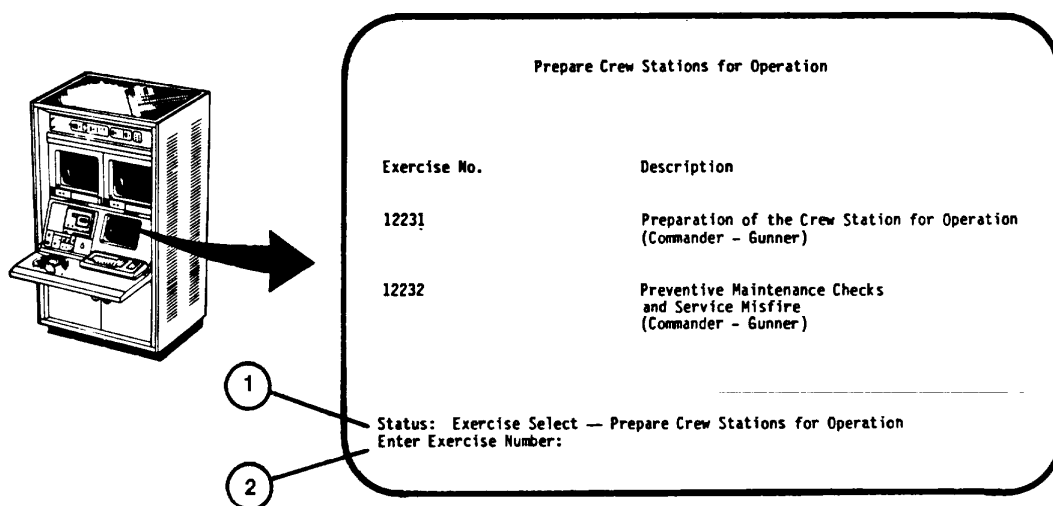 Prepare Crew Stations for Operation
Exercise No. Description
12231 Preparation of the Crew Station for Operation
(Commander - Gunner)
12232 Preventive Maintenance Checks
and Service Misfire
(Commander - Gunner)
1
Status: Exercise Select — Prepare Crew Stations for Operation
Enter Exercise Number:
2